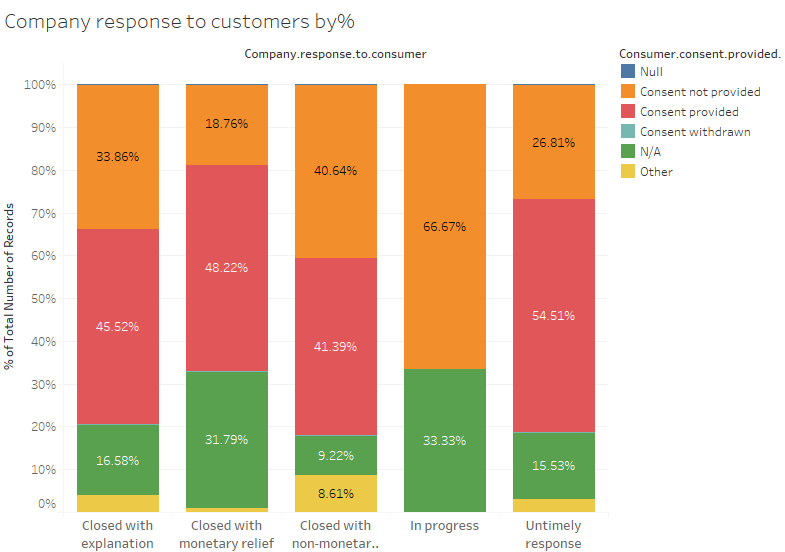 Company response to customers by%
Company.response.to.consumer
Consumer.consent.provided.
Null
Consent not provided
Consent provided
Consent withdrawn
N/A
Other
% of Total Number of Records
100%
90%
80%
70%
60%
50%
40%
30%
20%
10%
0%
33.86%
45.52%
16.58%
18.76%
48.22%
31.79%
40.64%
41.39%
9.22%
8.61%
66.67%
33.33%
26.81%
54.51%
15.53%
Closed with
explanation
Closed with
monetary relief
Closed with
non-monetar..
In progress
Untimely
response